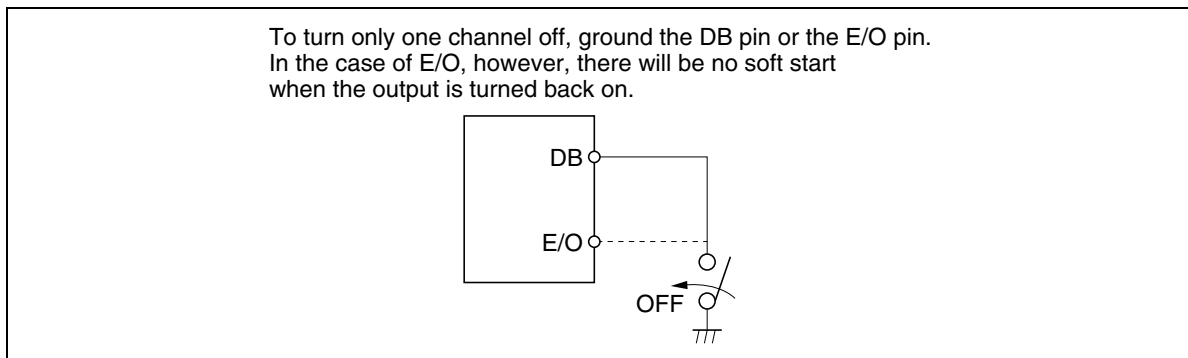 To turn only one channel off, ground the DB pin or the E/O pin.
In the case of E/O, however, there will be no soft start
when the output is turned back on.
DB
E/O
OFF